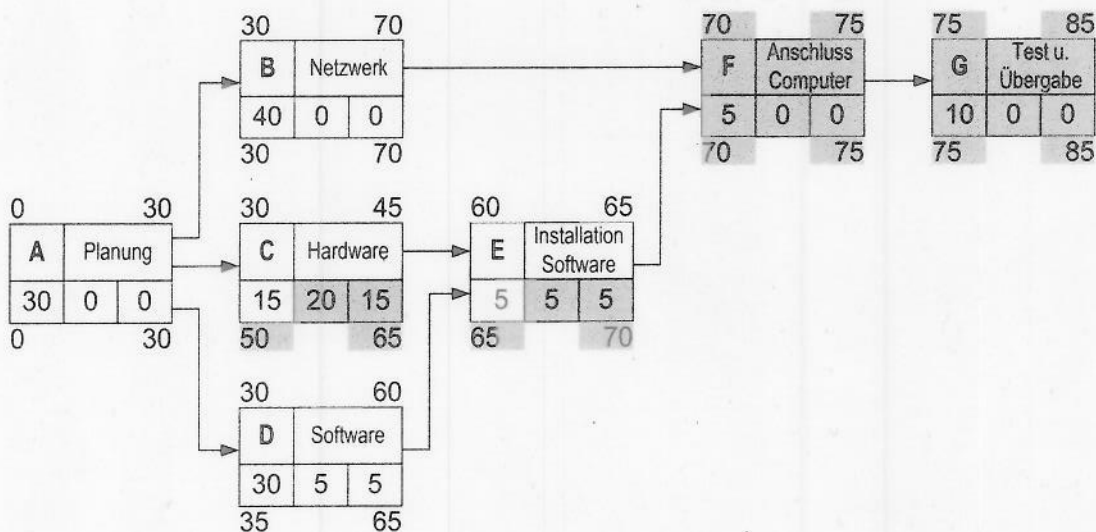 30 70
B Netzwerk
40 0 0
30 70
70 75
F Anschluss
Computer
5 0 0
70 75
75 85
G Test u.
Übergabe
10 0 0
75 85
0 30
A Planung
30 0 0
0 30
30 45
C Hardware
15 20 15
50 65
60 65
E Installation
Software
5 5 5
65 70
30 60
D Software
30 5 5
35 65